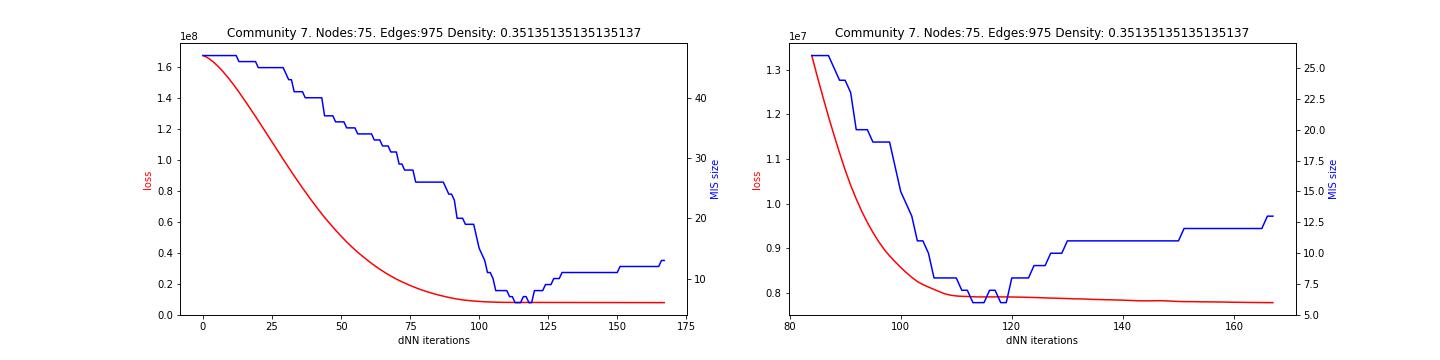 Community 7. Nodes:75. Edges:975 Density: 0.35135135135135137
1e8
1.6
1.4
1.2
1.0
0.8
0.6
0.4
0.2
0.0
loss
40
30
20
10
MIS size
0 25 50 75 100 125 150 175
dNN iterations
Community 7. Nodes:75. Edges:975 Density: 0.35135135135135137
1e7
1.3
1.2
1.1
1.0
0.9
0.8
loss
25.0
22.5
20.0
17.5
15.0
12.5
10.0
7.5
5.0
MIS size
80 100 120 140 160
dNN iterations